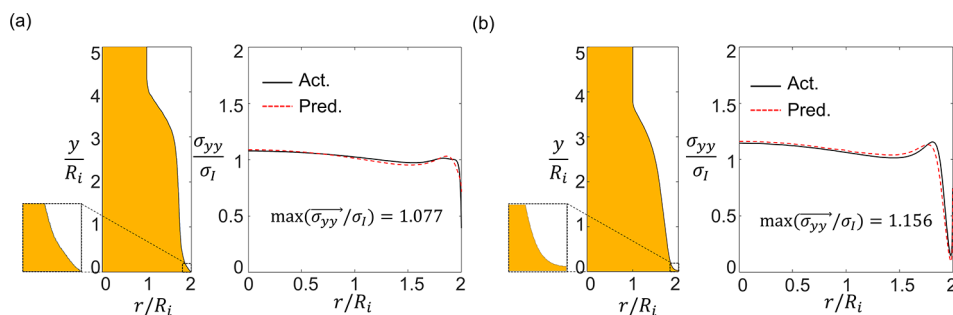 (a)
5
4
3
2
1
0
y/R_i
0 1 2
r/R_i
2
1.5
1
0.5
0
σ_yy/σ_I
Act.
Pred.
max(σ_yy→/σ_I) = 1.077
0 0.5 1 1.5 2
r/R_i
(b)
5
4
3
2
1
0
y/R_i
0 1 2
r/R_i
2
1.5
1
0.5
0
σ_yy/σ_I
Act.
Pred.
max(σ_yy→/σ_I) = 1.156
0 0.5 1 1.5 2
r/R_i